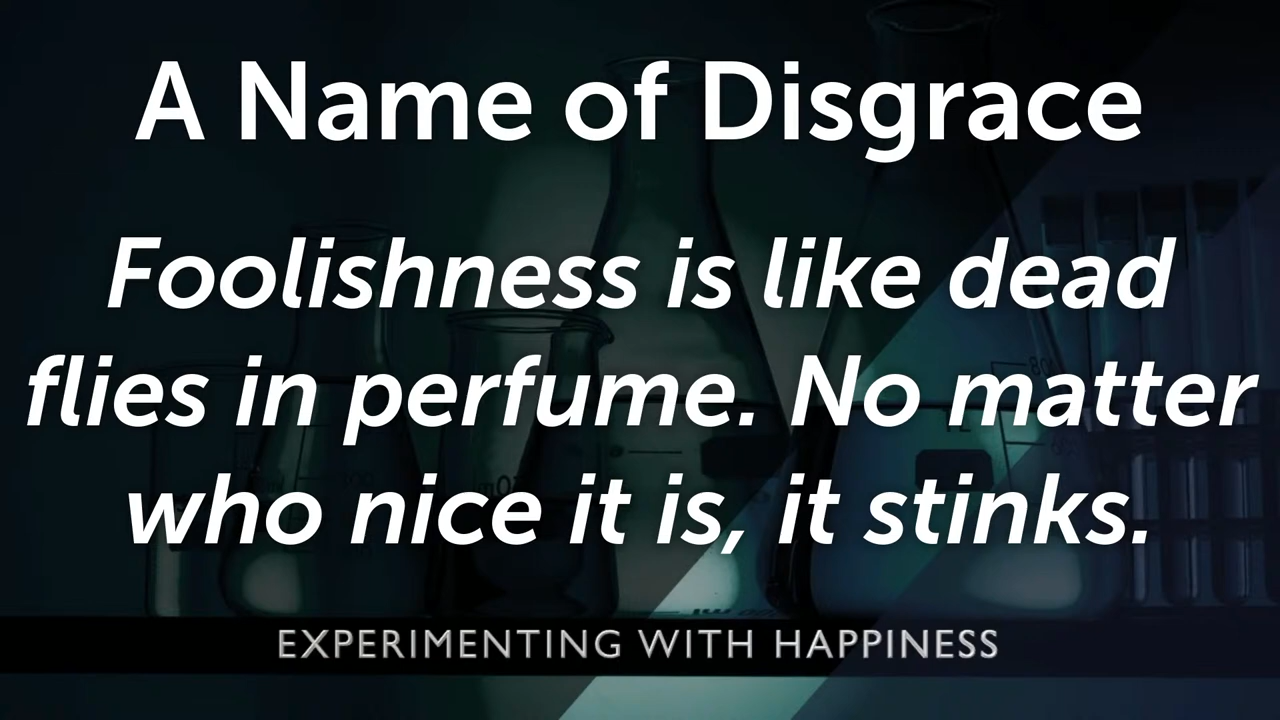 A Name of Disgrace
Foolishness is like dead
flies in perfume. No matter
who nice it is, it stinks.
EXPERIMENTING WITH HAPPINESS